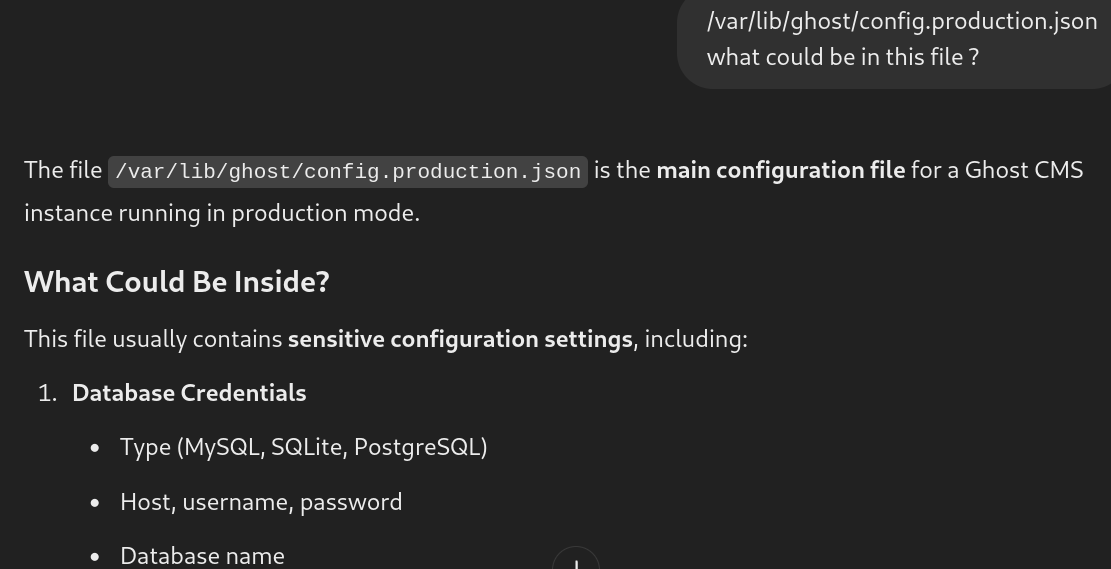 /var/lib/ghost/config.production.json
what could be in this file ?
The file /var/lib/ghost/config.production.json is the main configuration file for a Ghost CMS
instance running in production mode.
What Could Be Inside?
This file usually contains sensitive configuration settings, including:
1. Database Credentials
• Type (MySQL, SQLite, PostgreSQL)
• Host, username, password
• Database name